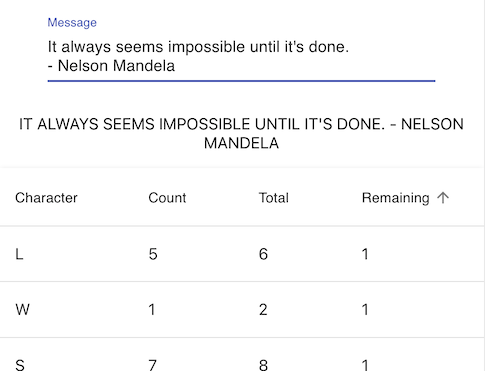 Message
It always seems impossible until it's done.
- Nelson Mandela
IT ALWAYS SEEMS IMPOSSIBLE UNTIL IT'S DONE. - NELSON
MANDELA
Character Count Total Remaining ↑
L 5 6 1
W 1 2 1
S 7 8 1